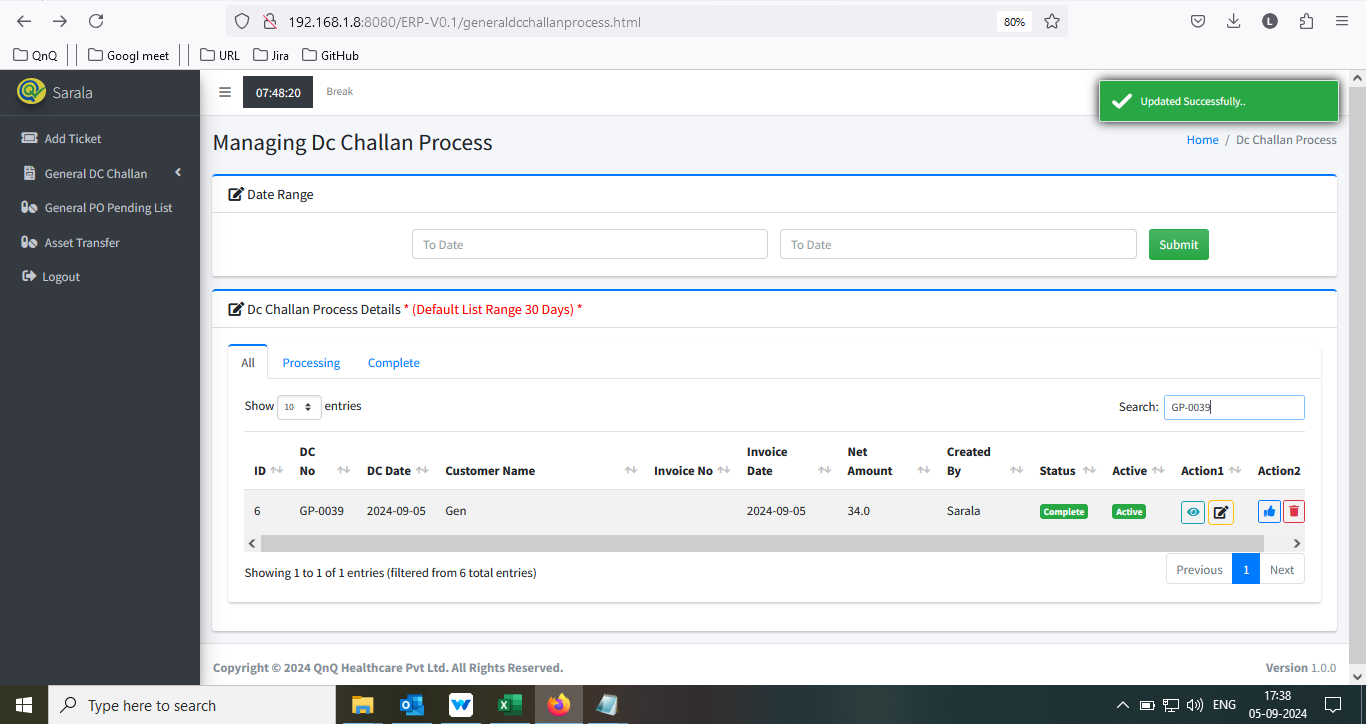 192.168.1.8:8080/ERP-V0.1/generaldcchallanprocess.html
80%
L
QnQ
Googl meet
URL
Jira
GitHub
Sarala
07:48:20
Break
Updated Successfully..
Add Ticket
General DC Challan
General PO Pending List
Asset Transfer
Logout
Managing Dc Challan Process
Home / Dc Challan Process
Date Range
To Date
To Date
Submit
Dc Challan Process Details * (Default List Range 30 Days) *
All
Processing
Complete
Show 10 entries
Search: GP-0039
ID DC No DC Date Customer Name Invoice No Invoice Date Net Amount Created By Status Active Action1 Action2
6 GP-0039 2024-09-05 Gen 2024-09-05 34.0 Sarala Complete Active
Showing 1 to 1 of 1 entries (filtered from 6 total entries)
Previous 1 Next
Copyright © 2024 QnQ Healthcare Pvt Ltd. All Rights Reserved.
Version 1.0.0
Type here to search
ENG
17:38
05-09-2024